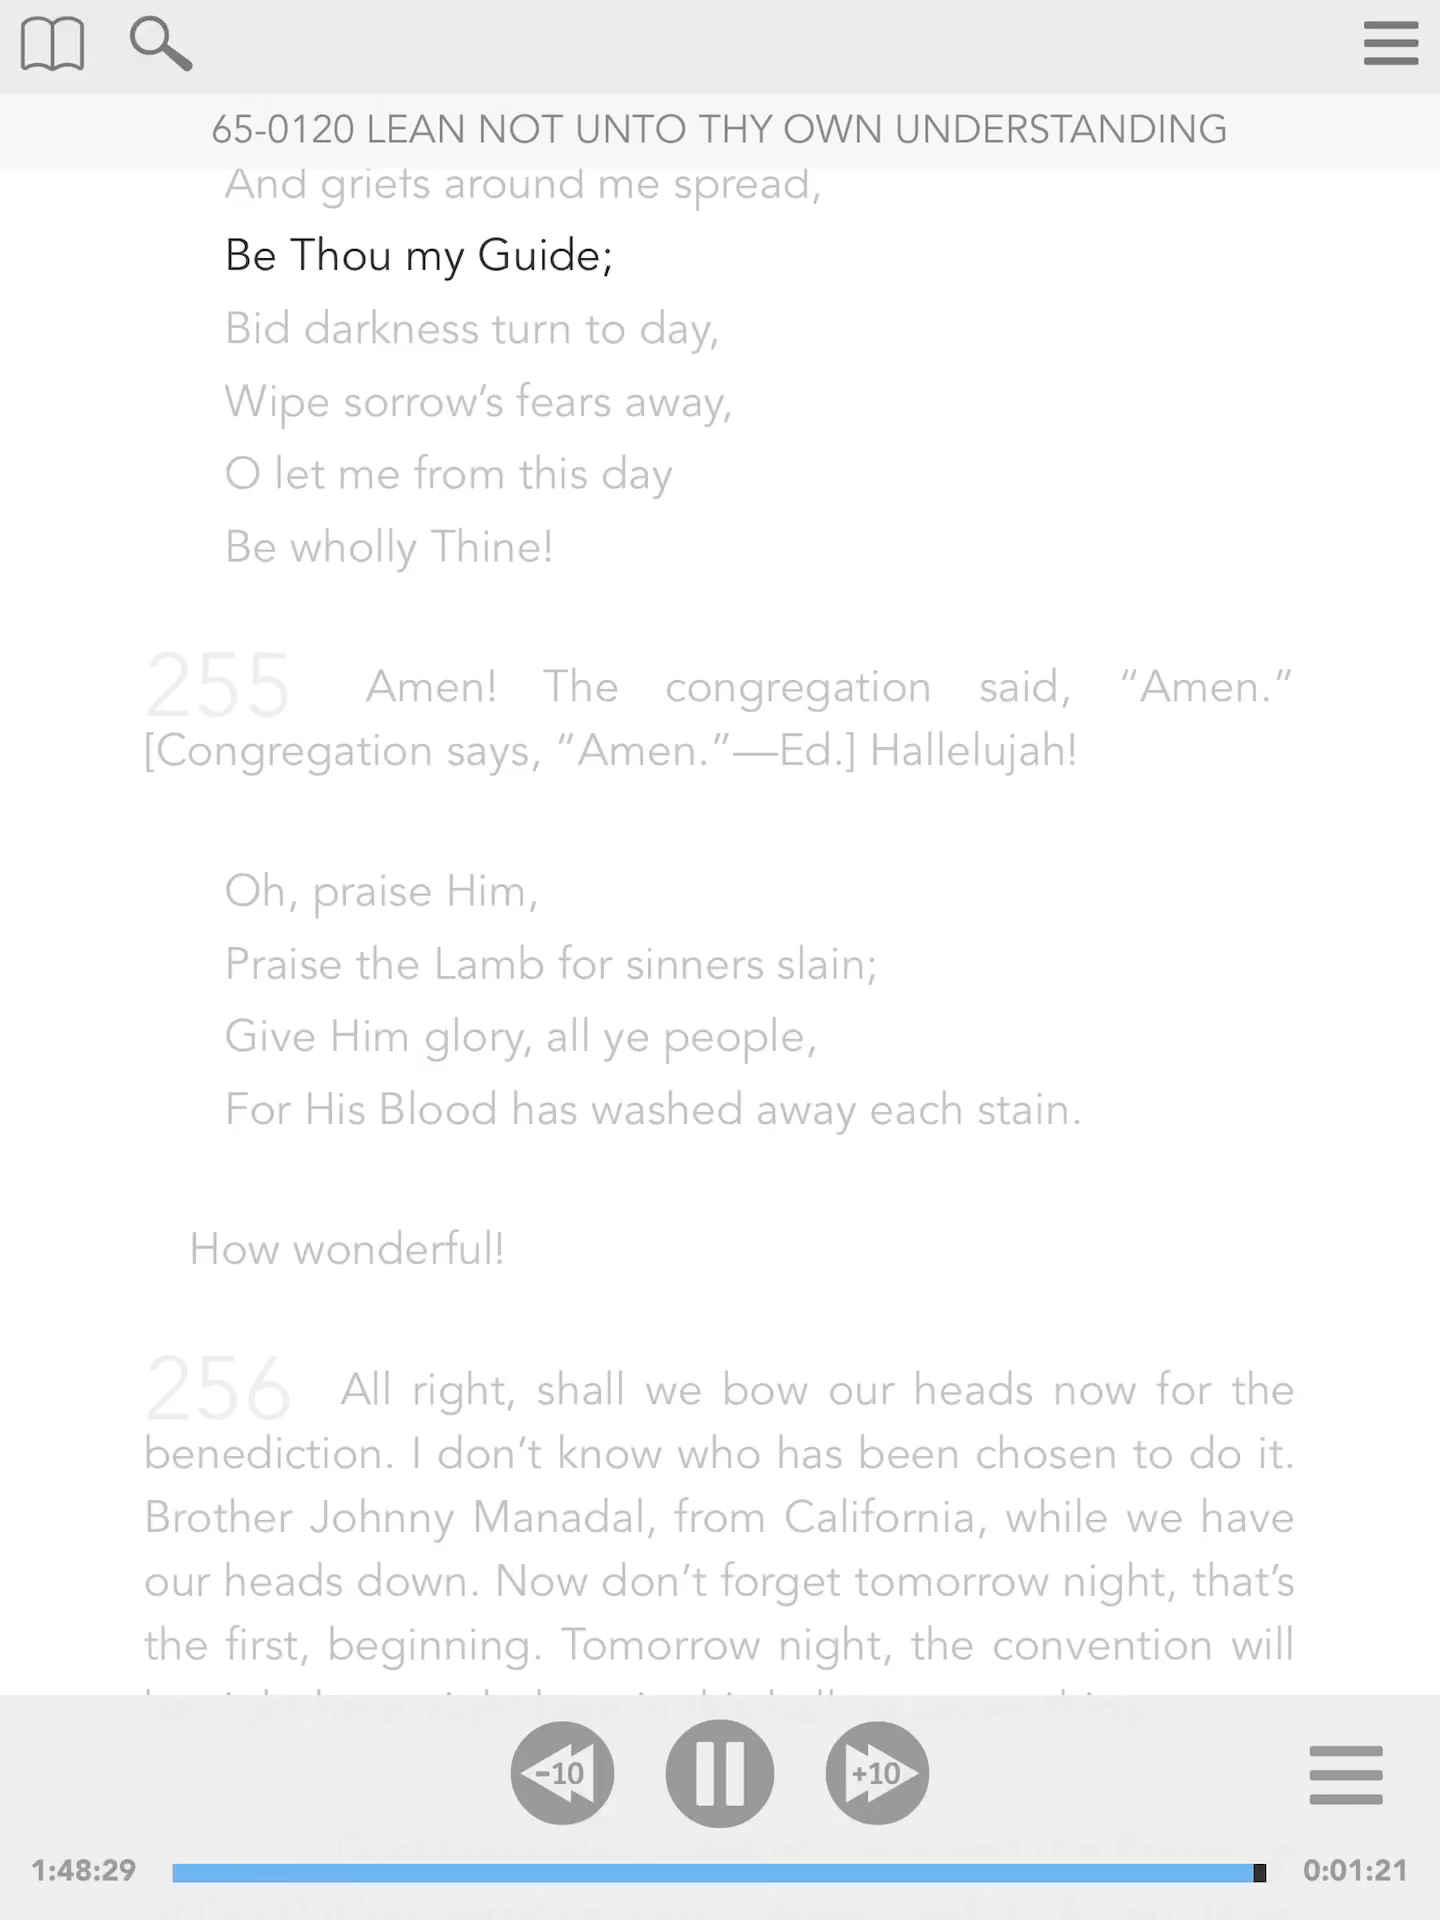 65-0120 LEAN NOT UNTO THY OWN UNDERSTANDING
And griefs around me spread,
Be Thou my Guide;
Bid darkness turn to day,
Wipe sorrow’s fears away,
O let me from this day
Be wholly Thine!
255 Amen! The congregation said, “Amen.”
[Congregation says, “Amen.”—Ed.] Hallelujah!
Oh, praise Him,
Praise the Lamb for sinners slain;
Give Him glory, all ye people,
For His Blood has washed away each stain.
How wonderful!
256 All right, shall we bow our heads now for the
benediction. I don’t know who has been chosen to do it.
Brother Johnny Manadal, from California, while we have
our heads down. Now don’t forget tomorrow night, that’s
the first, beginning. Tomorrow night, the convention will
-10 +10
1:48:29 0:01:21